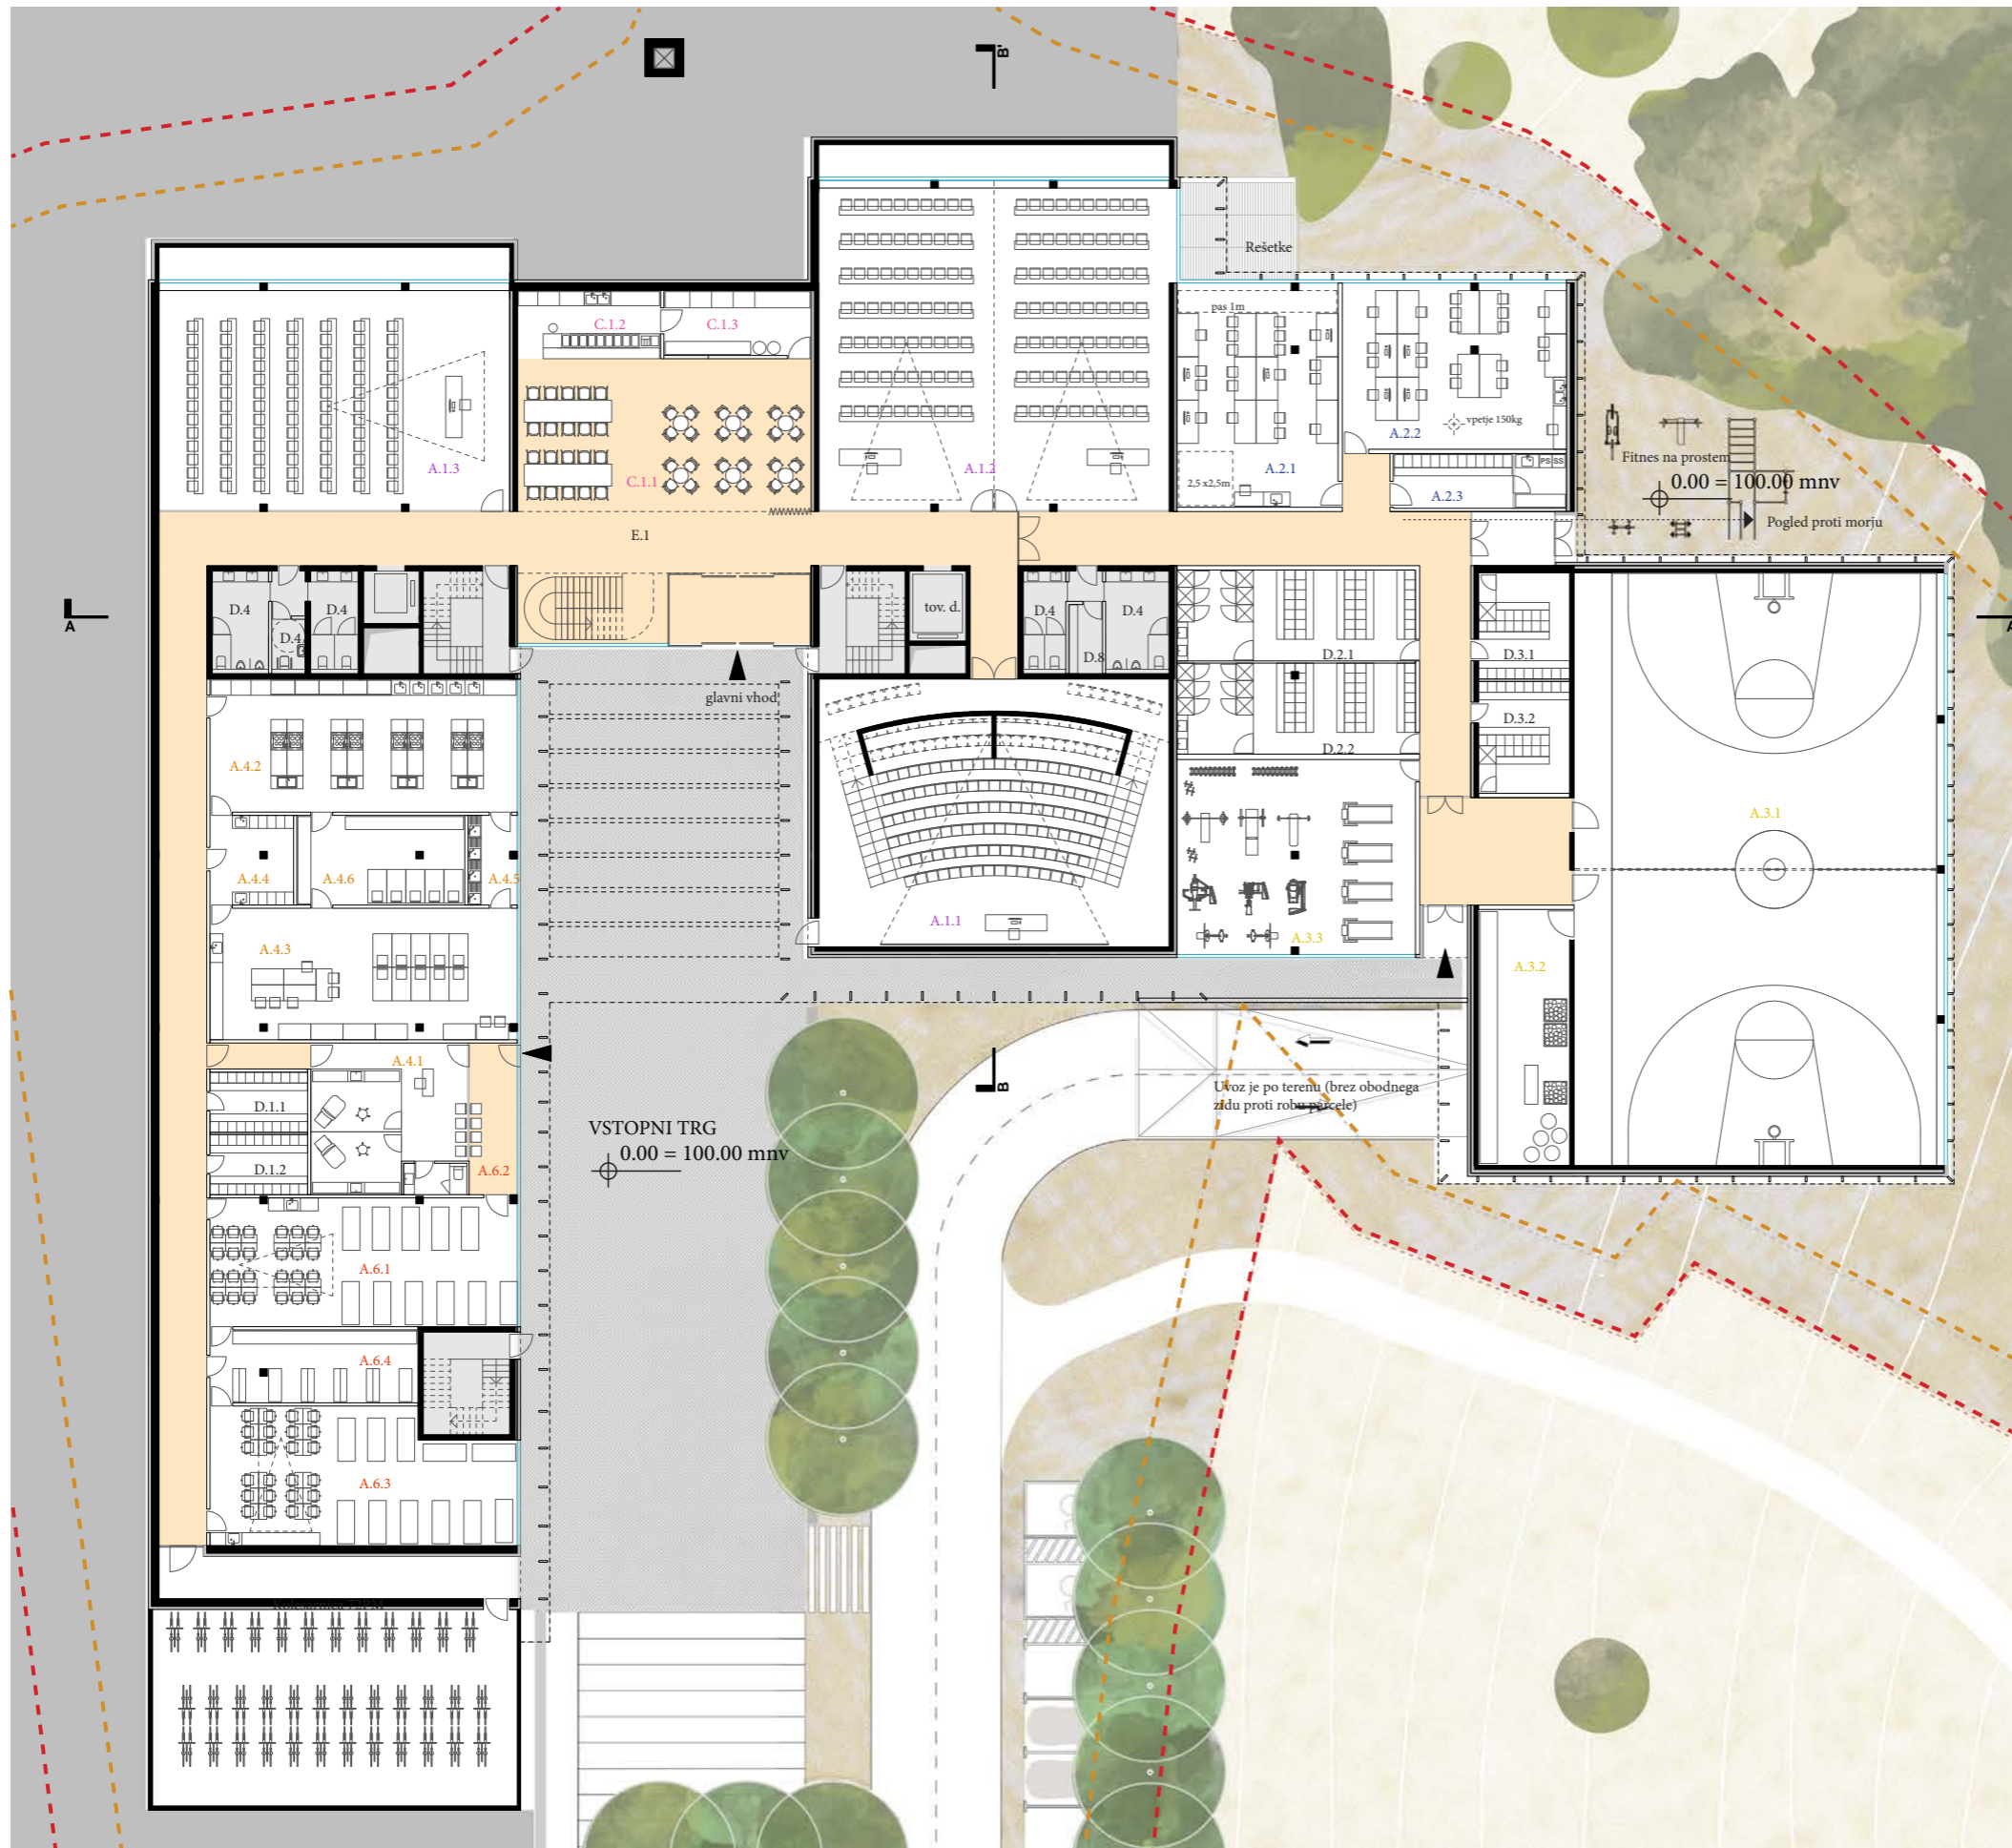 B'
Rešetke
C.1.2
C.1.3
pas 1m
vpetje 150kg
A.2.2
A.1.3
A.1.2
A.2.1
C.1.1
2,5 x2,5m
PS SS
A.2.3
Fitnes na prostem
0.00 = 100.00 mnv
Pogled proti morju
E.1
A
D.4
D.4
D.4
tov. d.
D.4
D.4
D.8
A
D.2.1
D.3.1
glavni vhod
D.3.2
D.2.2
A.4.2
A.3.1
A.4.4
A.4.6
A.4.5
A.1.1
A.3.3
A.4.3
A.3.2
A.4.1
B
Uvoz je po terenu (brez obodnega
zidu proti robu parcele)
D.1.1
VSTOPNI TRG
0.00 = 100.00 mnv
D.1.2
A.6.2
A.6.1
A.6.4
A.6.3
Kolesarnica 72PM